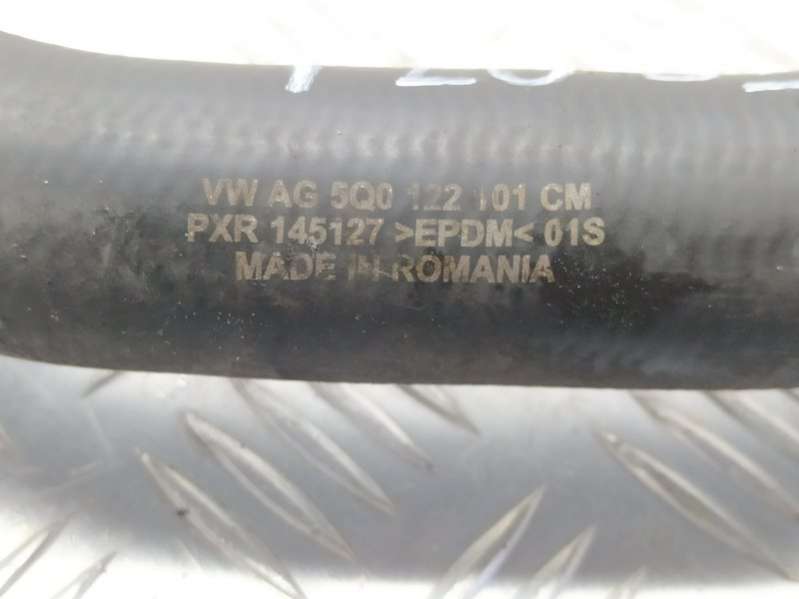 VW AG 5Q0 122 101 CM
PXR 145127 >EPDM< 01S
MADE IN ROMANIA